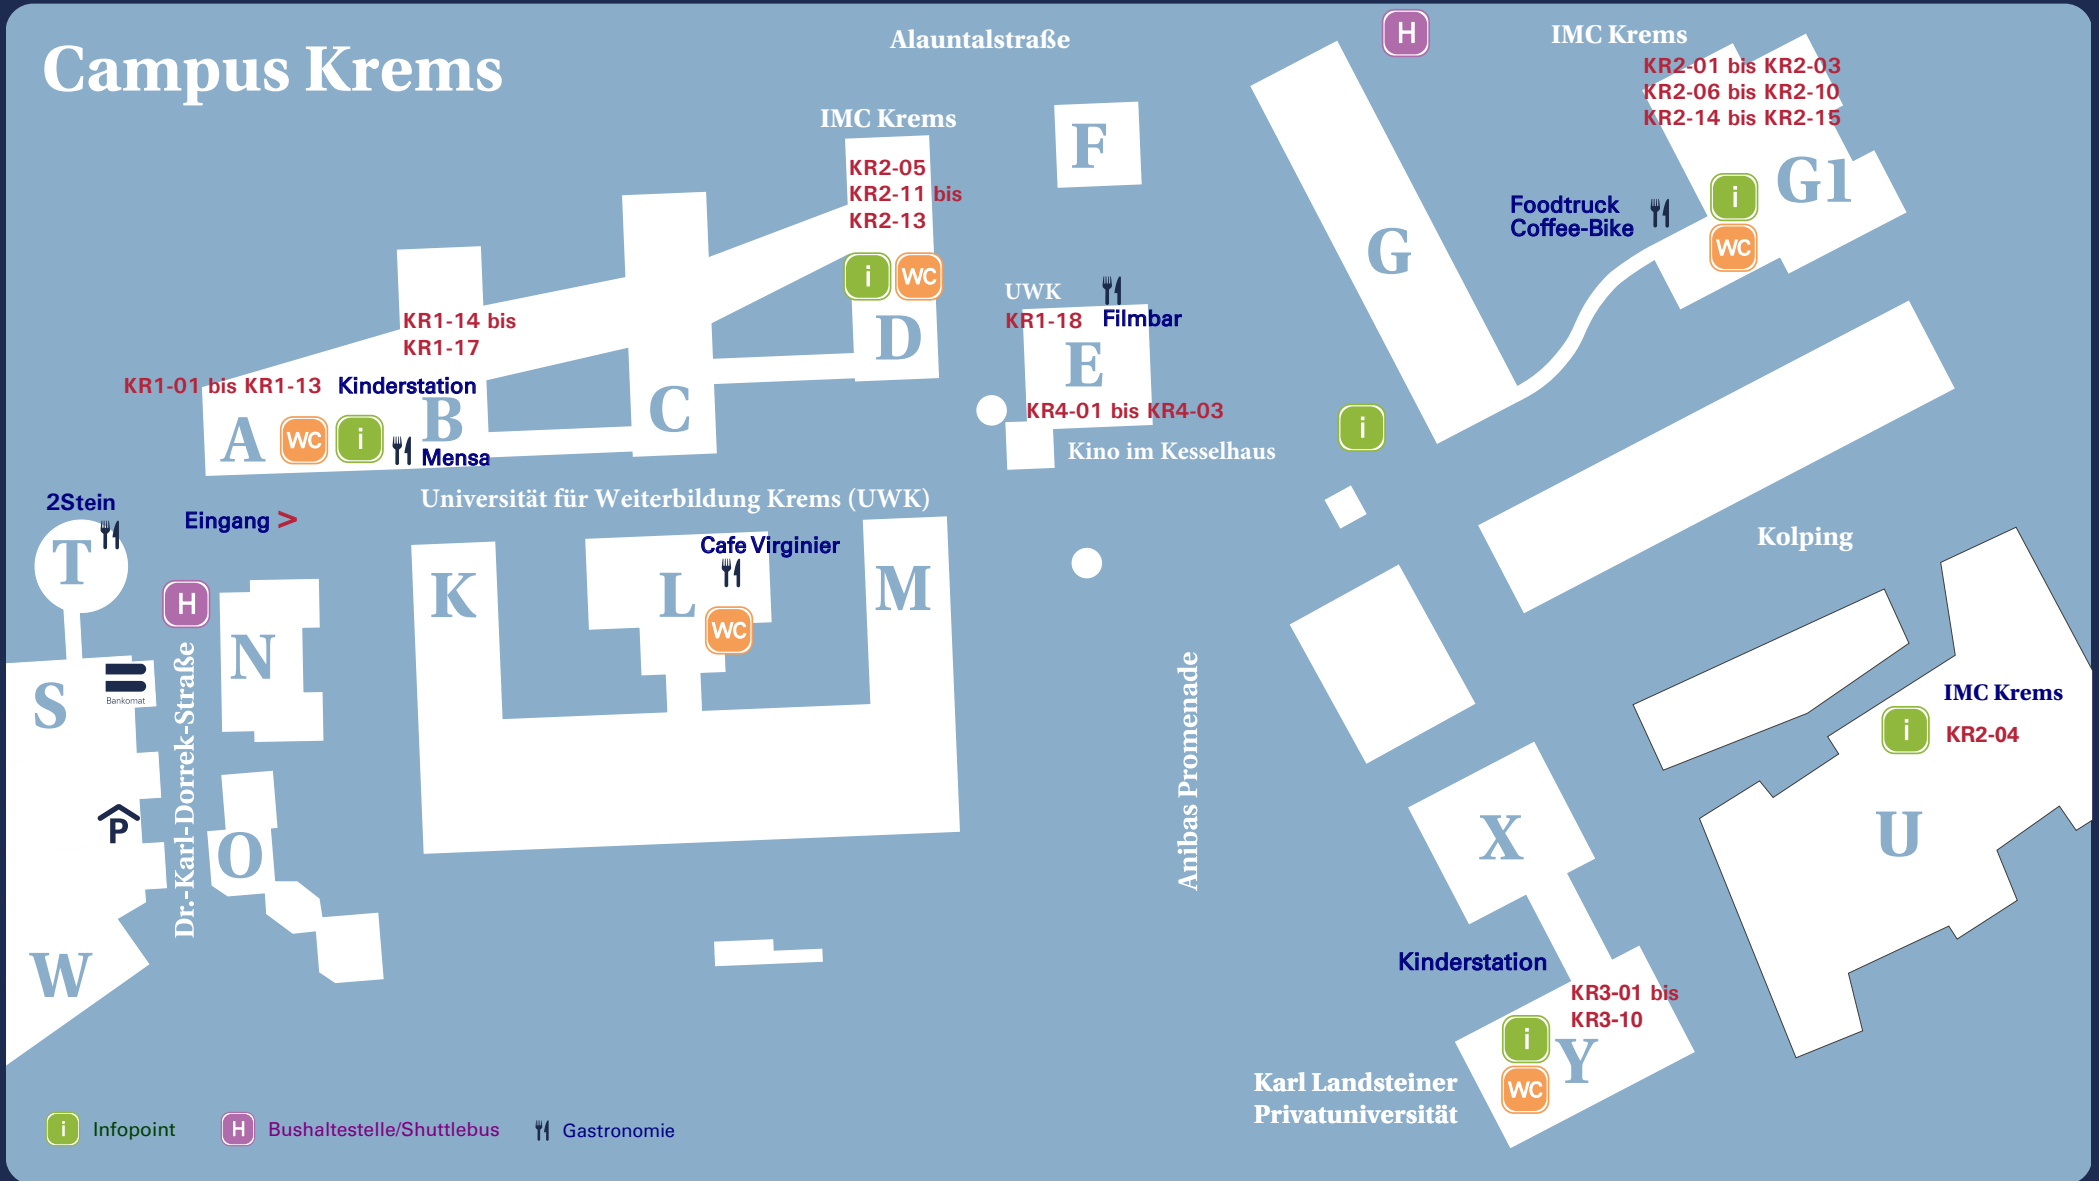 Campus Krems
Alauntalstraße
H
IMC Krems
KR2-01 bis KR2-03
KR2-06 bis KR2-10
KR2-14 bis KR2-15
IMC Krems
KR2-05
KR2-11 bis
KR2-13
i
WC
F
G
G1
i
WC
Foodtruck
Coffee-Bike
KR1-14 bis
KR1-17
KR1-01 bis KR1-13
Kinderstation
A
WC
i
B
Mensa
C
D
UWK
KR1-18
Filmbar
E
KR4-01 bis KR4-03
Kino im Kesselhaus
i
2Stein
T
Eingang >
Universität für Weiterbildung Krems (UWK)
Cafe Virginier
K
L
WC
M
Kolping
H
N
S
Bankomat
Dr.-Karl-Dorrek-Straße
P
O
W
Anibas Promenade
IMC Krems
i
KR2-04
U
X
Kinderstation
KR3-01 bis
KR3-10
i
Y
WC
Karl Landsteiner
Privatuniversität
i
Infopoint
H
Bushaltestelle/Shuttlebus
Gastronomie